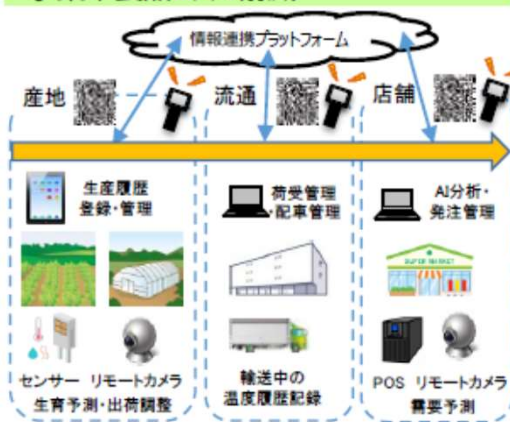 情報連携プラットフォーム
産地
流通
店舗
生産履歴
登録・管理
荷受管理
・配車管理
AI分析・
発注管理
SUPER MARKET
センサー
リモートカメラ
生育予測・出荷調整
輸送中の
温度履歴記録
POS
リモートカメラ
需要予測